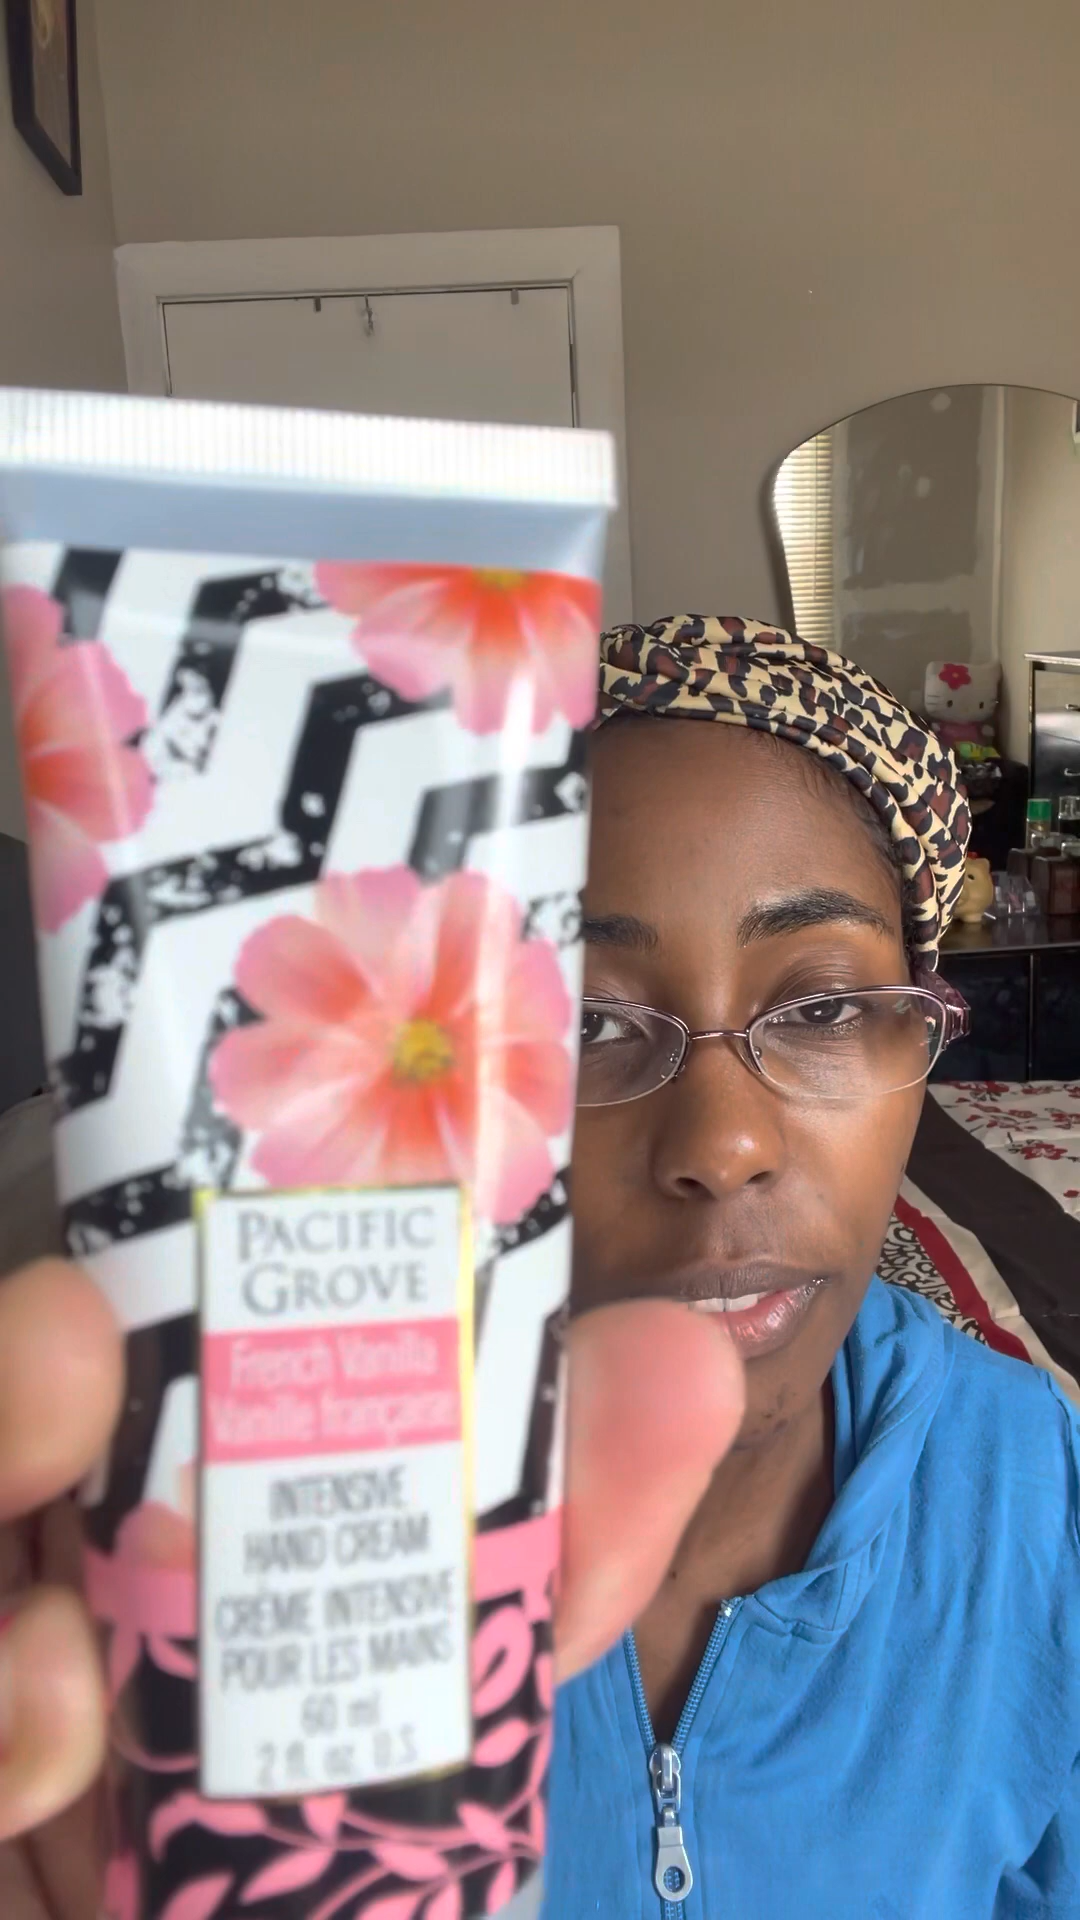 PACIFIC
GROVE
French Vanilla
Vanille française
INTENSIVE
HAND CREAM
CRÈME INTENSIVE
POUR LES MAINS
60 ml
2 fl. oz U.S.